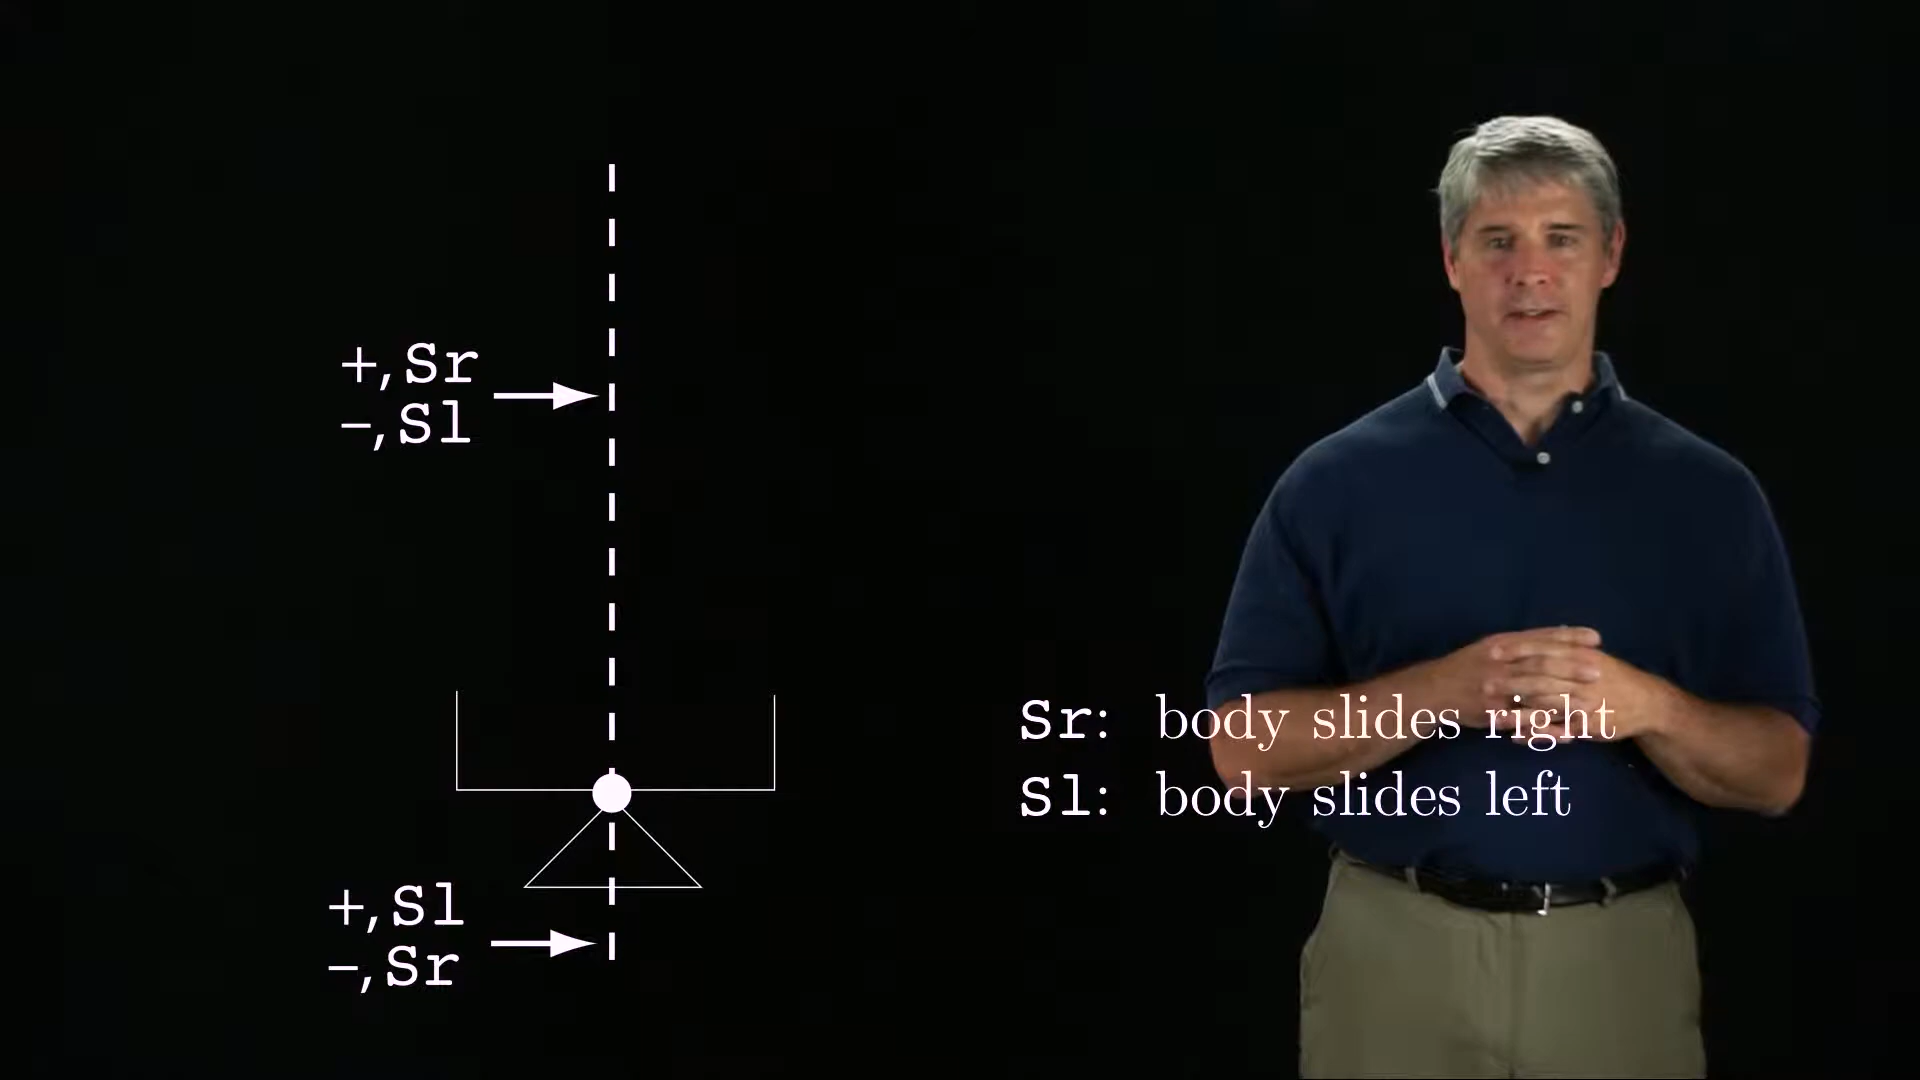 +, Sr
–, Sl
Sr: body slides right
Sl: body slides left
+, Sl
–, Sr